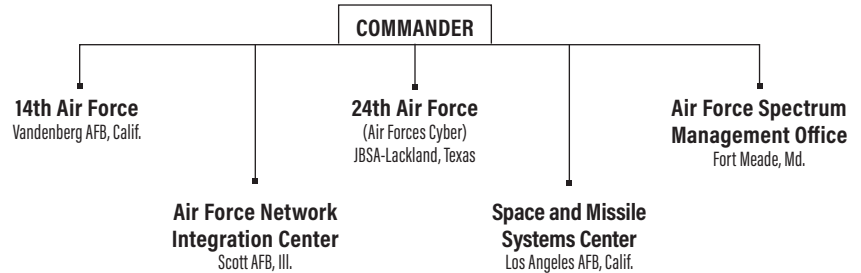 COMMANDER
14th Air Force
Vandenberg AFB, Calif.
24th Air Force
(Air Forces Cyber)
JBSA-Lackland, Texas
Air Force Spectrum
Management Office
Fort Meade, Md.
Air Force Network
Integration Center
Scott AFB, Ill.
Space and Missile
Systems Center
Los Angeles AFB, Calif.